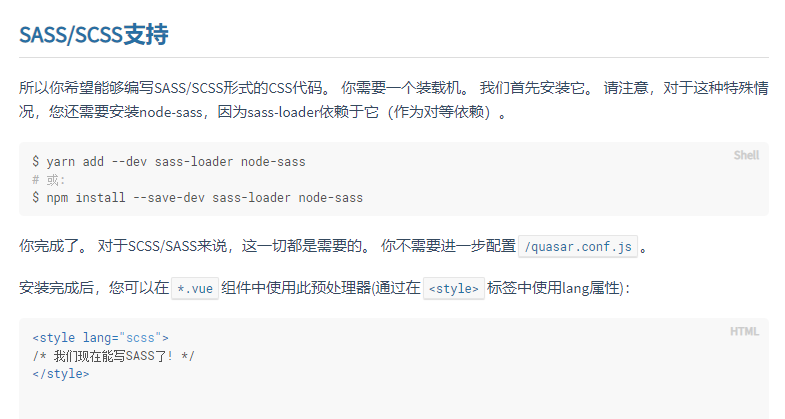 SASS/SCSS支持
所以你希望能够编写SASS/SCSS形式的CSS代码。 你需要一个装载机。 我们首先安装它。 请注意，对于这种特殊情
况，您还需要安装node-sass，因为sass-loader依赖于它（作为对等依赖）。
Shell
$ yarn add --dev sass-loader node-sass
# 或:
$ npm install --save-dev sass-loader node-sass
你完成了。 对于SCSS/SASS来说，这一切都是需要的。 你不需要进一步配置 /quasar.conf.js 。
安装完成后，您可以在 *.vue 组件中使用此预处理器(通过在 <style> 标签中使用lang属性)：
HTML
<style lang="scss">
/* 我们现在能写SASS了! */
</style>